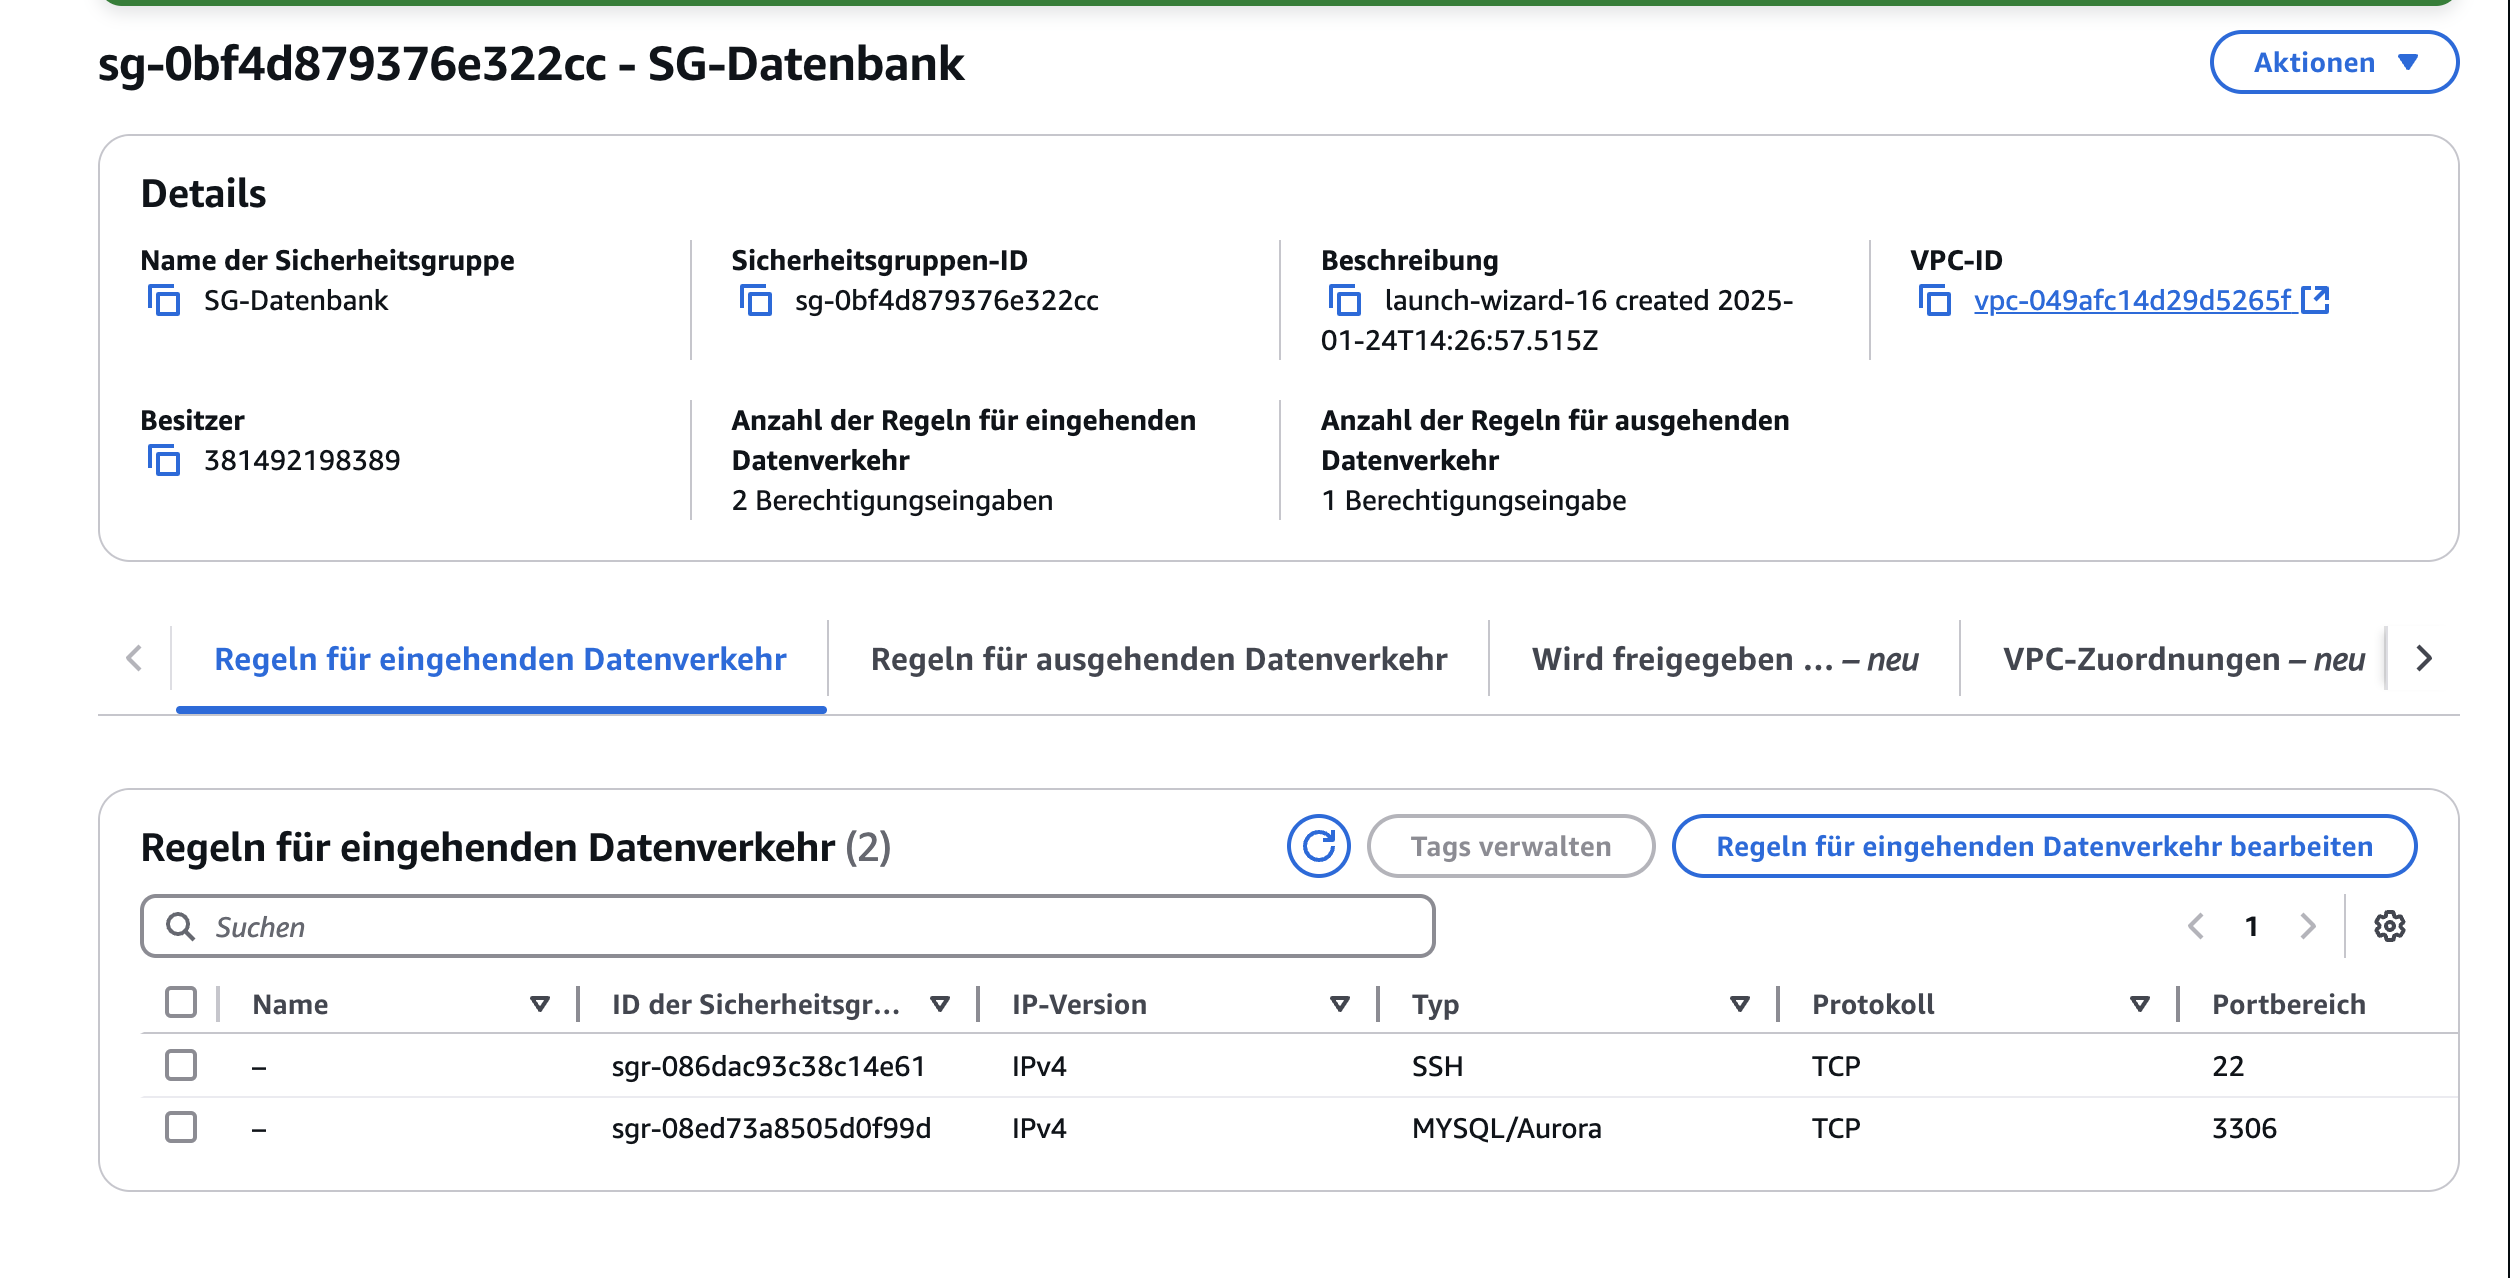 sg-0bf4d879376e322cc - SG-Datenbank
Aktionen
Details
Name der Sicherheitsgruppe
SG-Datenbank
Sicherheitsgruppen-ID
sg-0bf4d879376e322cc
Beschreibung
launch-wizard-16 created 2025-
01-24T14:26:57.515Z
VPC-ID
vpc-049afc14d29d5265f
Besitzer
381492198389
Anzahl der Regeln für eingehenden
Datenverkehr
2 Berechtigungseingaben
Anzahl der Regeln für ausgehenden
Datenverkehr
1 Berechtigungseingabe
Regeln für eingehenden Datenverkehr
Regeln für ausgehenden Datenverkehr
Wird freigegeben ... – neu
VPC-Zuordnungen – neu
Regeln für eingehenden Datenverkehr (2)
Tags verwalten
Regeln für eingehenden Datenverkehr bearbeiten
Suchen
1
Name ID der Sicherheitsgr... IP-Version Typ Protokoll Portbereich
– sgr-086dac93c38c14e61 IPv4 SSH TCP 22
– sgr-08ed73a8505d0f99d IPv4 MYSQL/Aurora TCP 3306